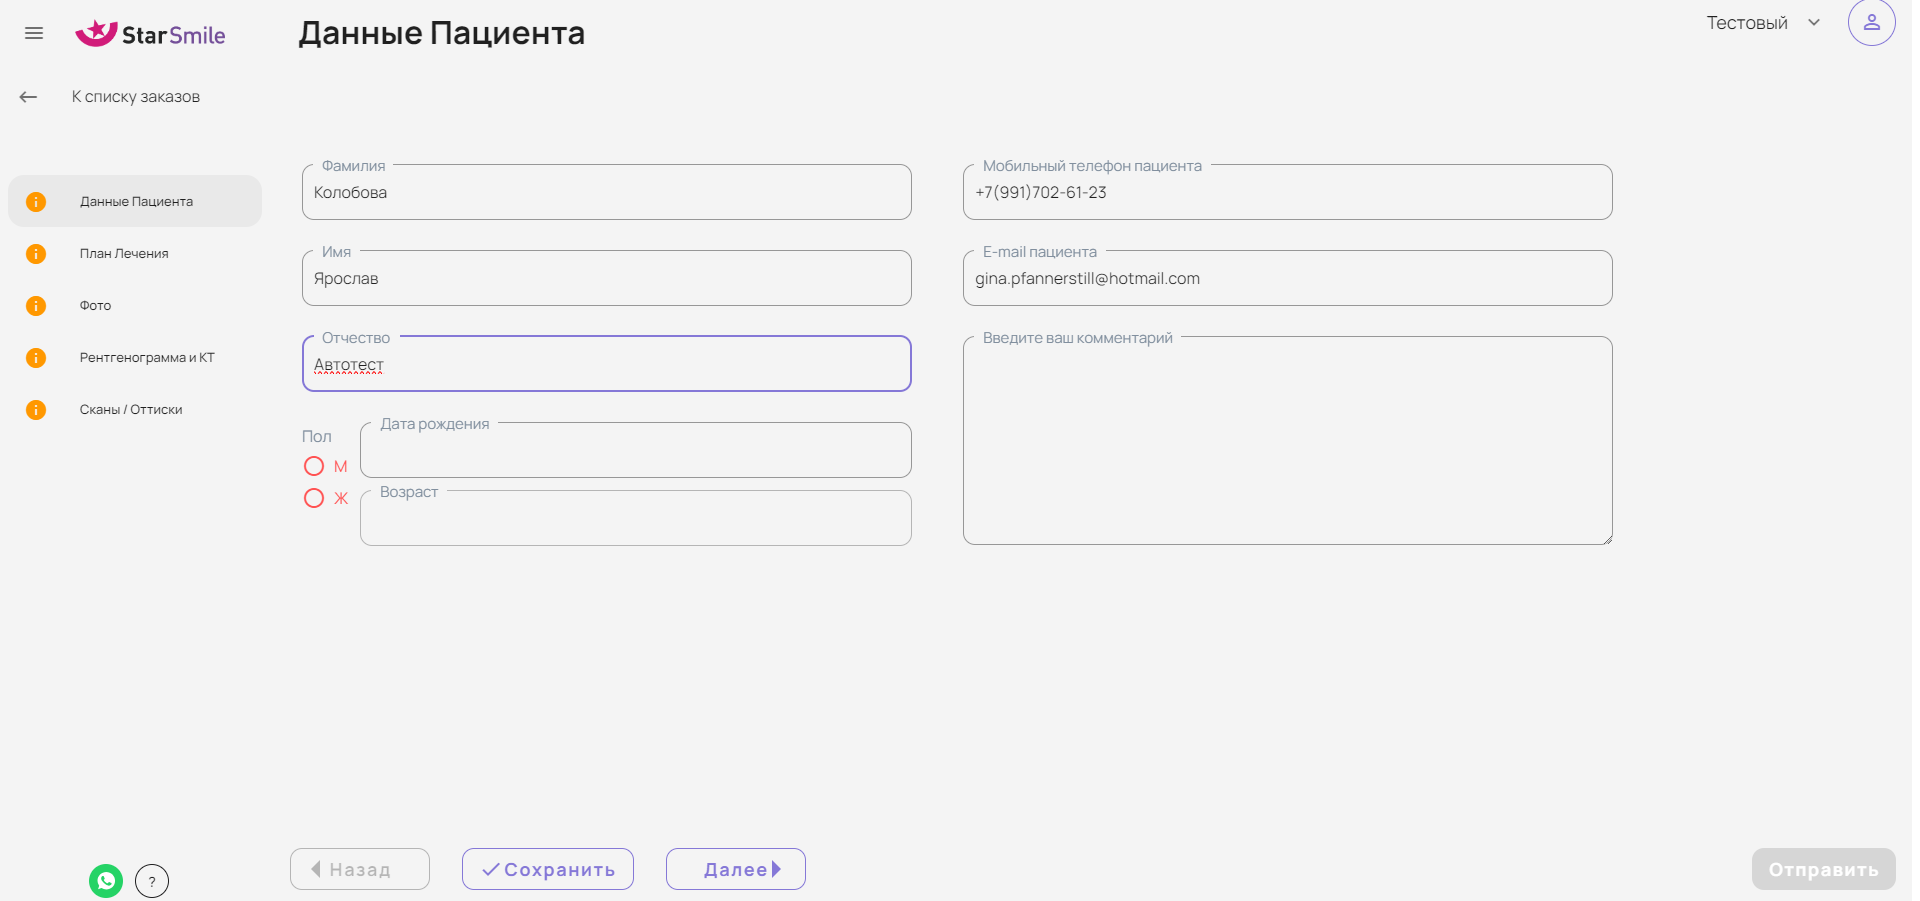 StarSmile
Данные Пациента
Тестовый
К списку заказов
Данные Пациента
План Лечения
Фото
Рентгенограмма и КТ
Сканы / Оттиски
Фамилия
Колобова
Имя
Ярослав
Отчество
Автотест
Пол
М
Ж
Дата рождения
Возраст
Мобильный телефон пациента
+7(991)702-61-23
E-mail пациента
gina.pfannerstill@hotmail.com
Введите ваш комментарий
?
Назад
Сохранить
Далее
Отправить